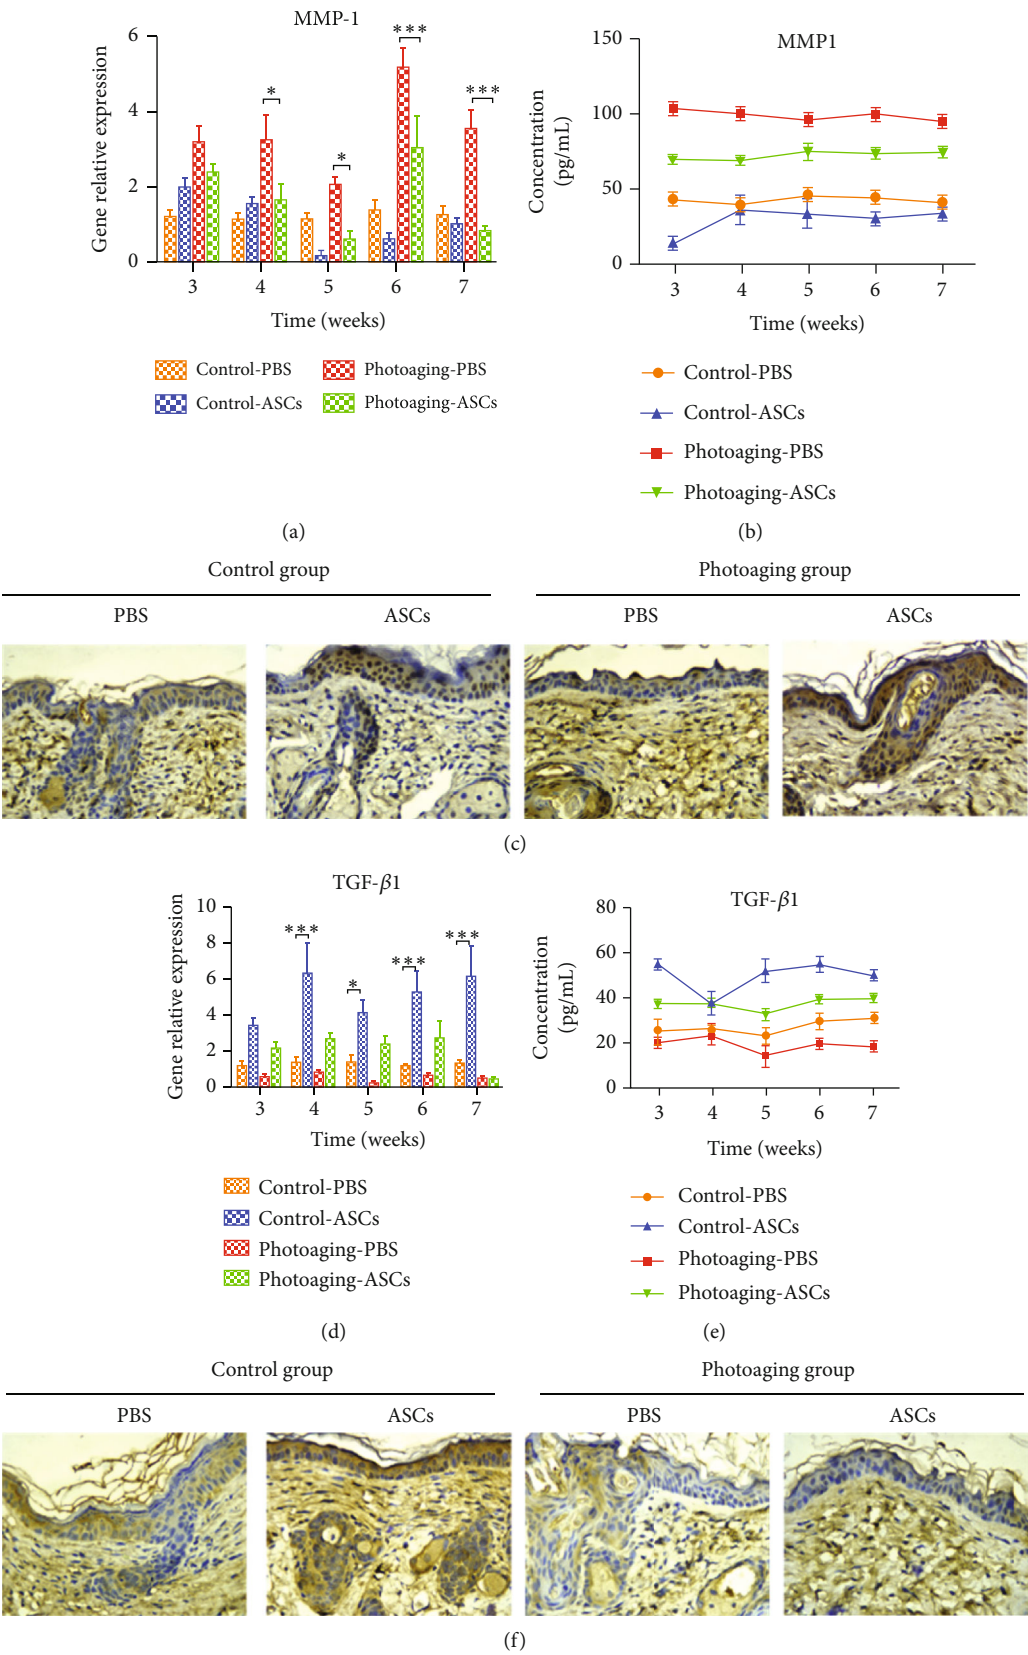 MMP-1
Gene relative expression
6
4
2
0
***
*
*
***
3 4 5 6 7
Time (weeks)
Control-PBS
Photoaging-PBS
Control-ASCs
Photoaging-ASCs
(a)
MMP1
Concentration
(pg/mL)
150
100
50
0
3 4 5 6 7
Time (weeks)
Control-PBS
Control-ASCs
Photoaging-PBS
Photoaging-ASCs
(b)
Control group
Photoaging group
PBS
ASCs
PBS
ASCs
(c)
TGF-β1
Gene relative expression
10
8
6
4
2
0
***
*
***
***
3 4 5 6 7
Time (weeks)
Control-PBS
Control-ASCs
Photoaging-PBS
Photoaging-ASCs
(d)
TGF-β1
Concentration
(pg/mL)
80
60
40
20
0
3 4 5 6 7
Time (weeks)
Control-PBS
Control-ASCs
Photoaging-PBS
Photoaging-ASCs
(e)
Control group
Photoaging group
PBS
ASCs
PBS
ASCs
(f)